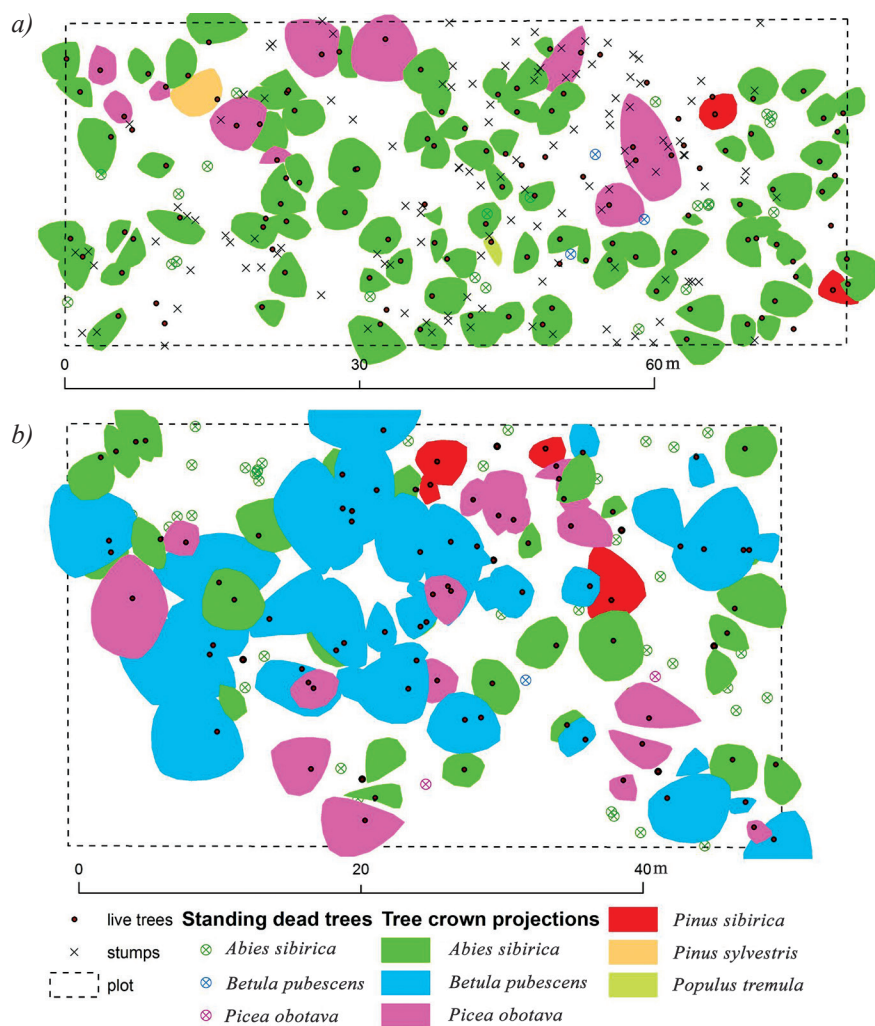 a)
0 30 60 m
b)
0 20 40 m
live trees Standing dead trees Tree crown projections Pinus sibirica
stumps Abies sibirica Abies sibirica Pinus sylvestris
plot Betula pubescens Betula pubescens Populus tremula
Picea obotava Picea obotava